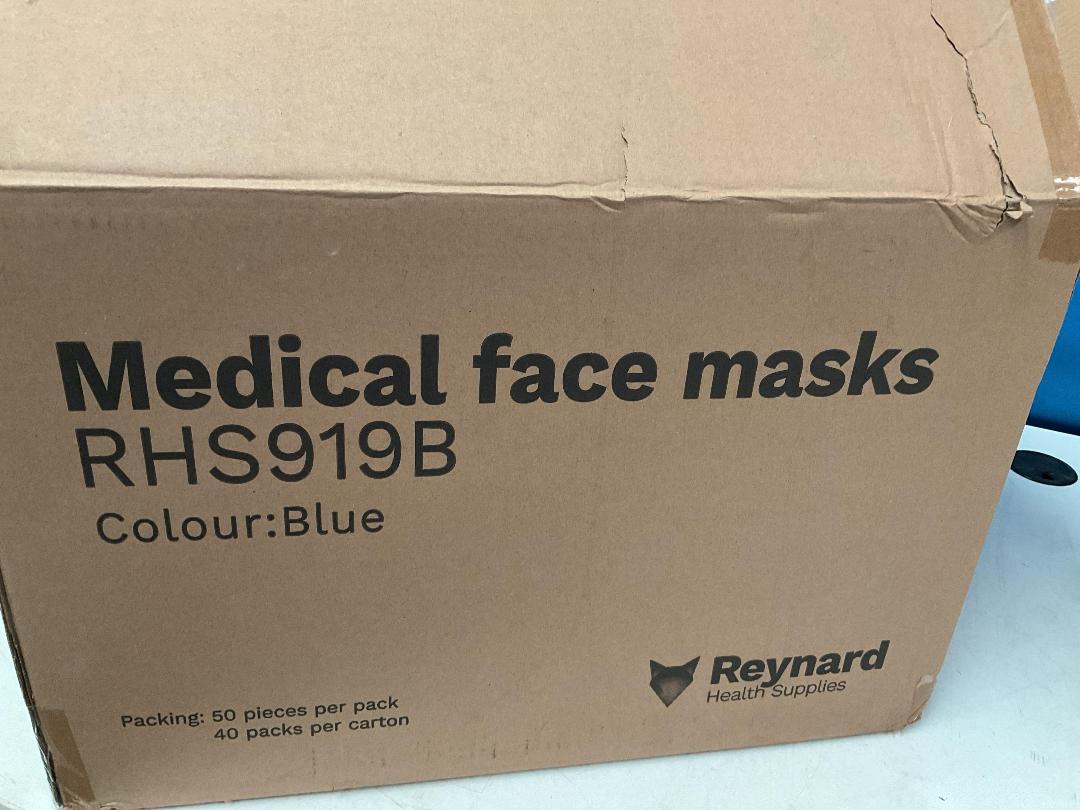 Medical face masks
RHS919B
Colour:Blue
Reynard
Health Supplies
Packing: 50 pieces per pack
40 packs per carton